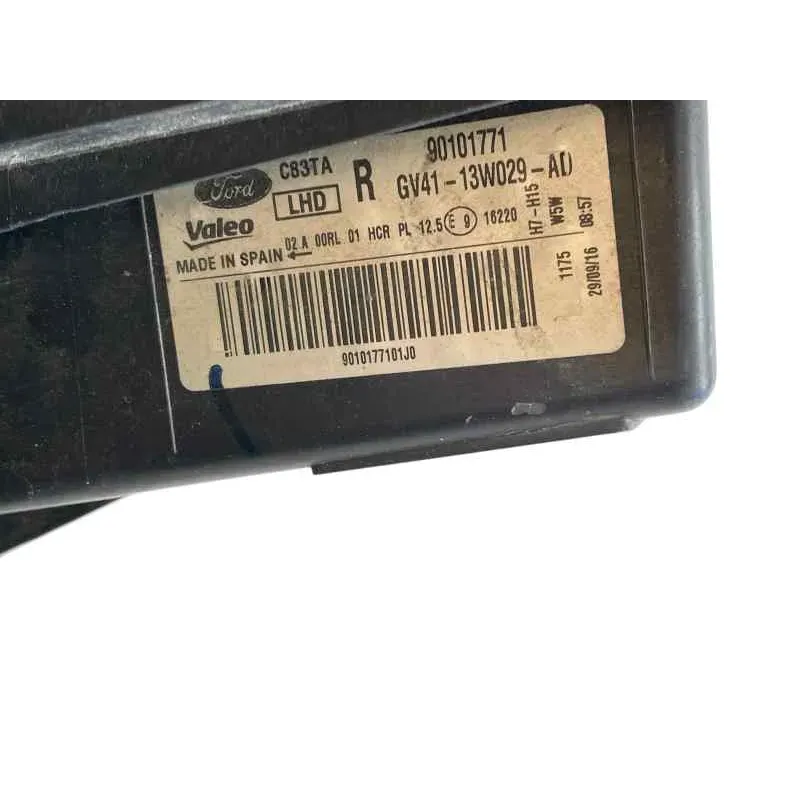 90101771
Ford C83TA R GV41-13W029-AD
Valeo LHD
02 A 00RL 01 HCR PL 12.5 E 9 16220
MADE IN SPAIN
H7-H15
W5W
1175
29/09/16 08:57
9010177101J0